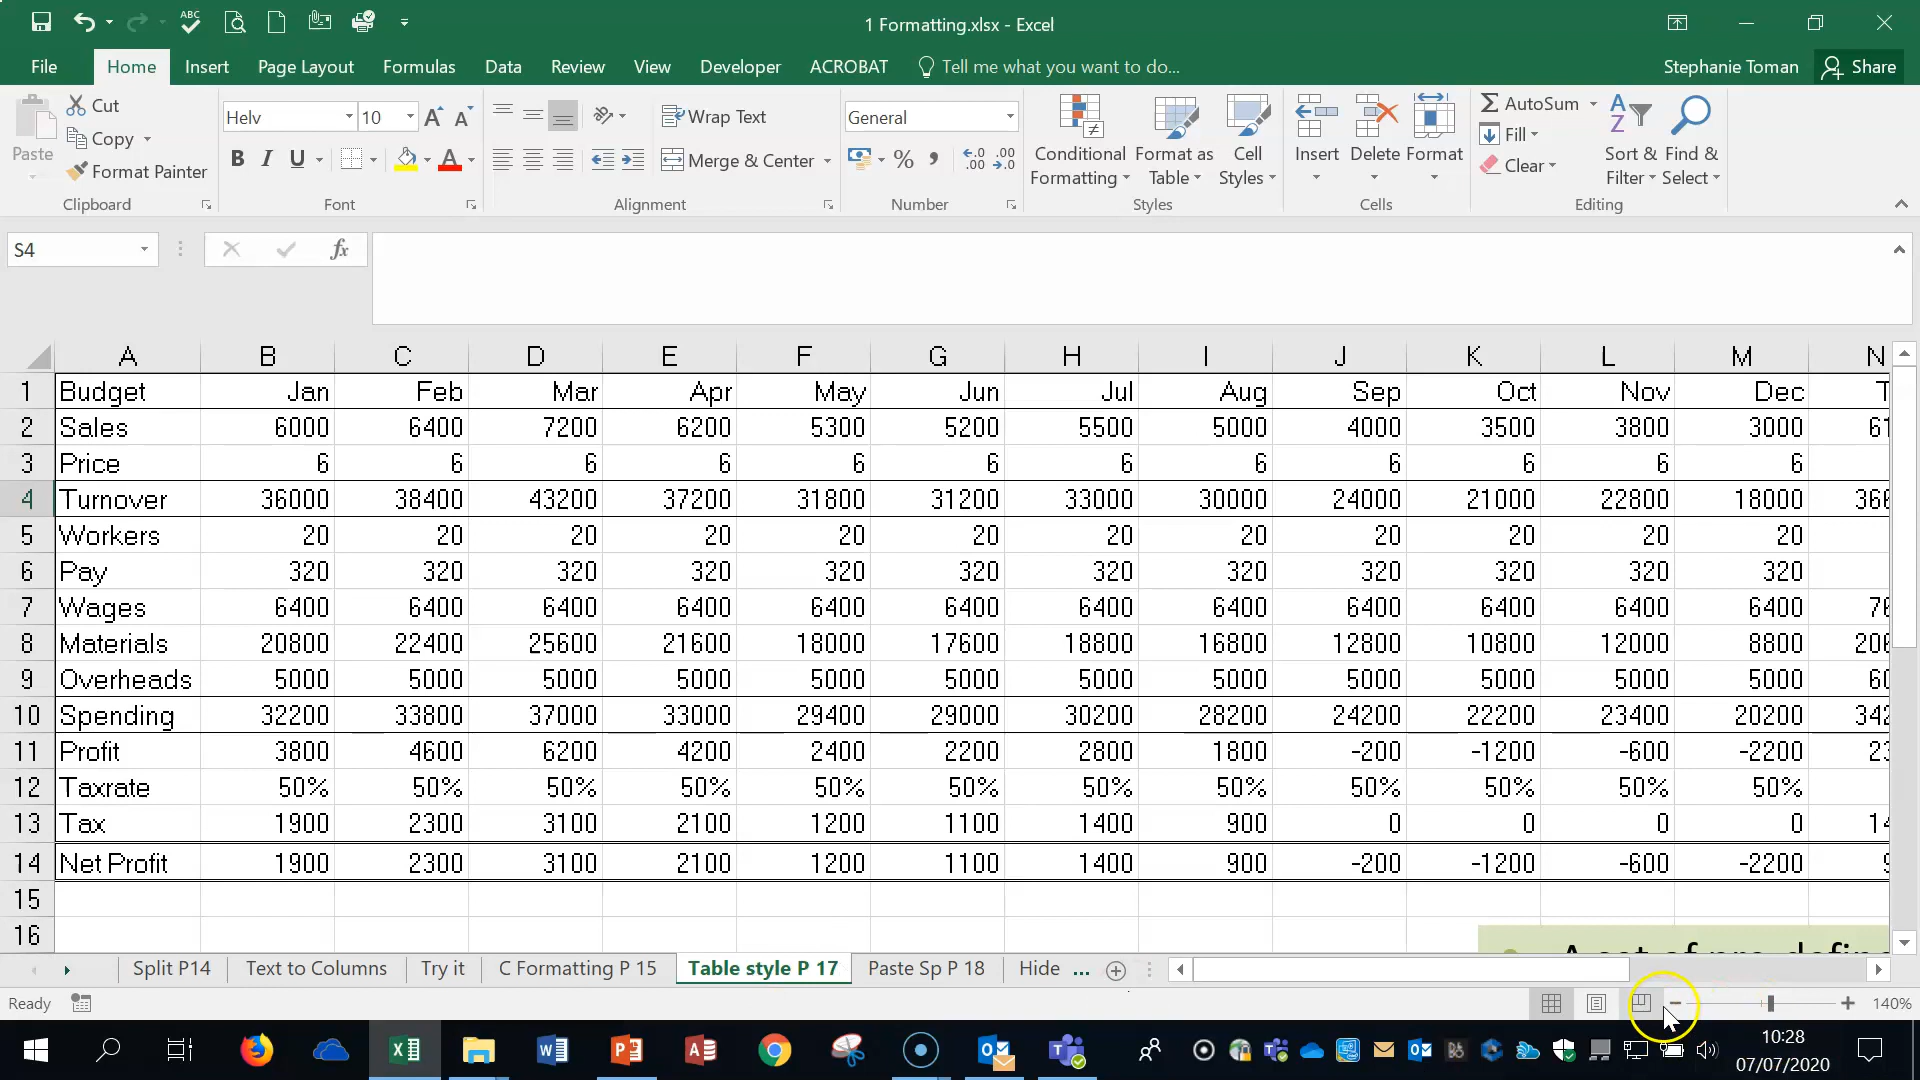 1 Formatting.xlsx - Excel
File Home Insert Page Layout Formulas Data Review View Developer ACROBAT Tell me what you want to do... Stephanie Toman Share
Paste
Cut
Copy
Format Painter
Clipboard
Helv 10
B I U A
Font
Wrap Text
Merge & Center
Alignment
General
%
Number
Conditional Formatting
Format as Table
Cell Styles
Styles
Insert Delete Format
Cells
AutoSum
Fill
Clear
Sort & Filter
Find & Select
Editing
S4 fx
A B C D E F G H I J K L M N
1 Budget Jan Feb Mar Apr May Jun Jul Aug Sep Oct Nov Dec
2 Sales 6000 6400 7200 6200 5300 5200 5500 5000 4000 3500 3800 3000
3 Price 6 6 6 6 6 6 6 6 6 6 6 6
4 Turnover 36000 38400 43200 37200 31800 31200 33000 30000 24000 21000 22800 18000
5 Workers 20 20 20 20 20 20 20 20 20 20 20 20
6 Pay 320 320 320 320 320 320 320 320 320 320 320 320
7 Wages 6400 6400 6400 6400 6400 6400 6400 6400 6400 6400 6400 6400
8 Materials 20800 22400 25600 21600 18000 17600 18800 16800 12800 10800 12000 8800
9 Overheads 5000 5000 5000 5000 5000 5000 5000 5000 5000 5000 5000 5000
10 Spending 32200 33800 37000 33000 29400 29000 30200 28200 24200 22200 23400 20200
11 Profit 3800 4600 6200 4200 2400 2200 2800 1800 -200 -1200 -600 -2200
12 Taxrate 50% 50% 50% 50% 50% 50% 50% 50% 50% 50% 50% 50%
13 Tax 1900 2300 3100 2100 1200 1100 1400 900 0 0 0 0
14 Net Profit 1900 2300 3100 2100 1200 1100 1400 900 -200 -1200 -600 -2200
15
16
Split P14 Text to Columns Try it C Formatting P 15 Table style P 17 Paste Sp P 18 Hide ...
Ready 140%
10:28
07/07/2020